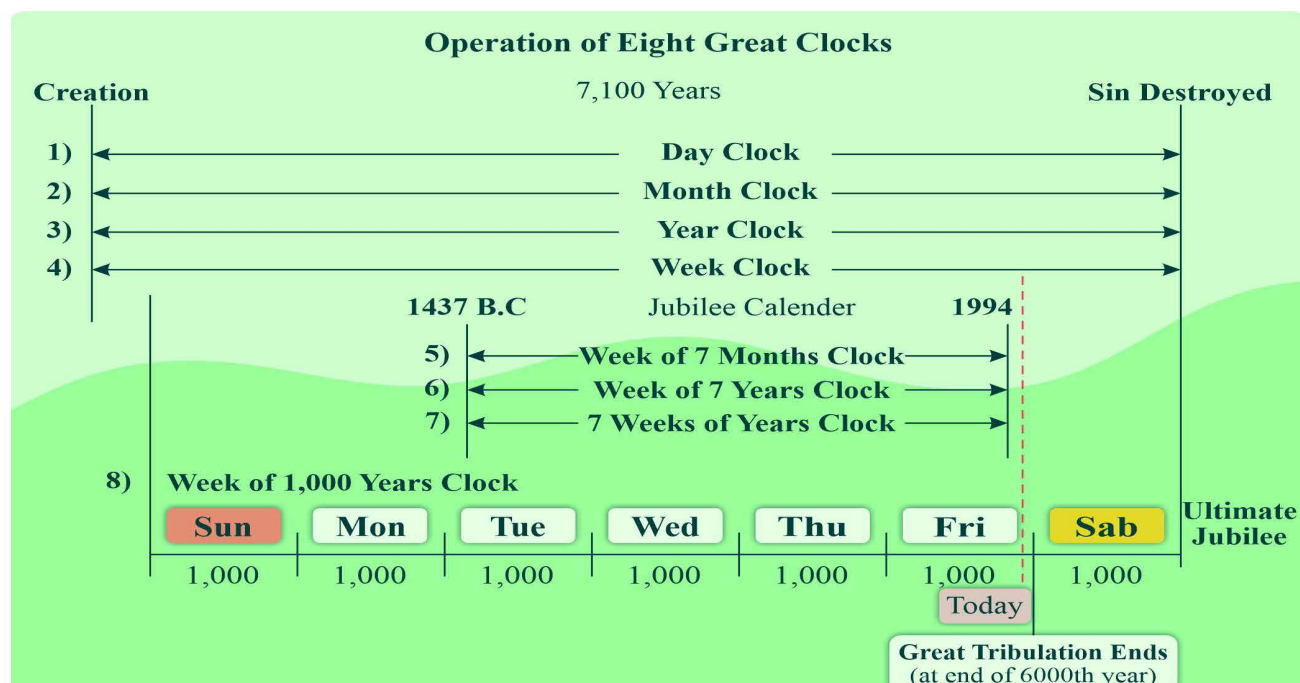 Operation of Eight Great Clocks
Creation
7,100 Years
Sin Destroyed
1) Day Clock
2) Month Clock
3) Year Clock
4) Week Clock
1437 B.C Jubilee Calender 1994
5) Week of 7 Months Clock
6) Week of 7 Years Clock
7) 7 Weeks of Years Clock
8) Week of 1,000 Years Clock
Sun Mon Tue Wed Thu Fri Sab
Ultimate
Jubilee
1,000 1,000 1,000 1,000 1,000 1,000 1,000
Today
Great Tribulation Ends
(at end of 6000th year)